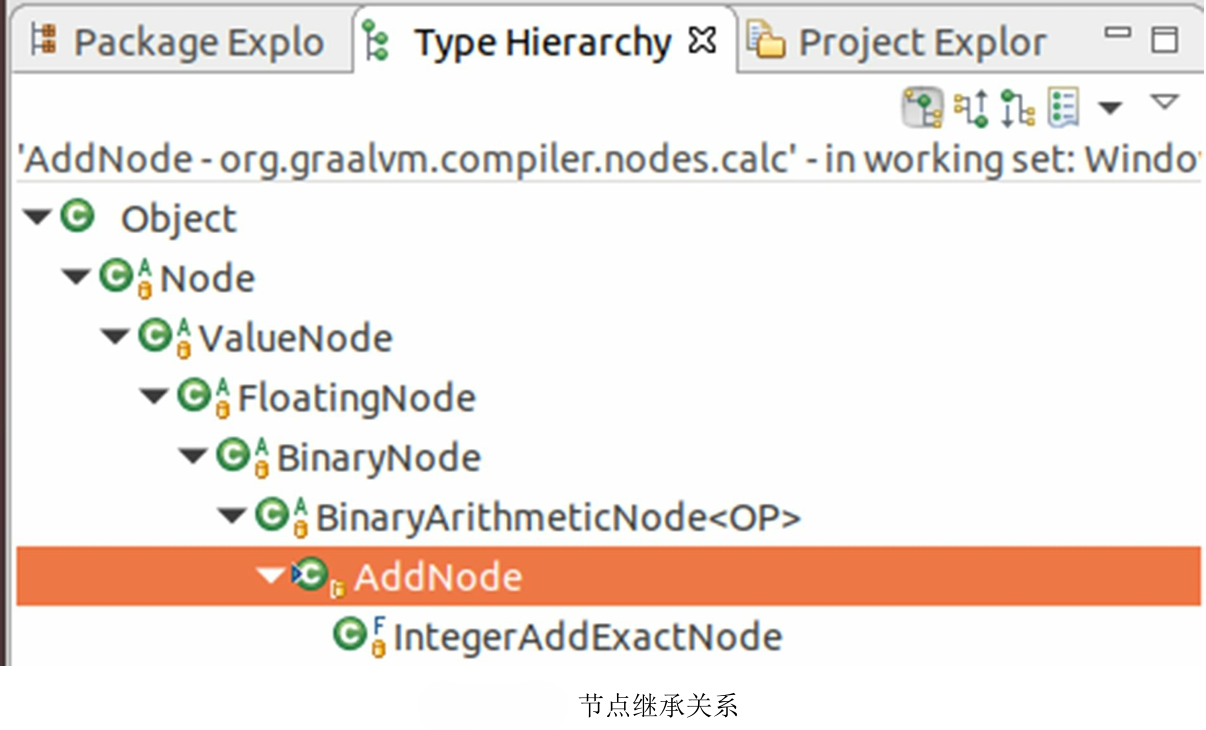 Package Explo Type Hierarchy Project Explor
'AddNode - org.graalvm.compiler.nodes.calc' - in working set: Windo
Object
Node
ValueNode
FloatingNode
BinaryNode
BinaryArithmeticNode<OP>
AddNode
IntegerAddExactNode
节点继承关系